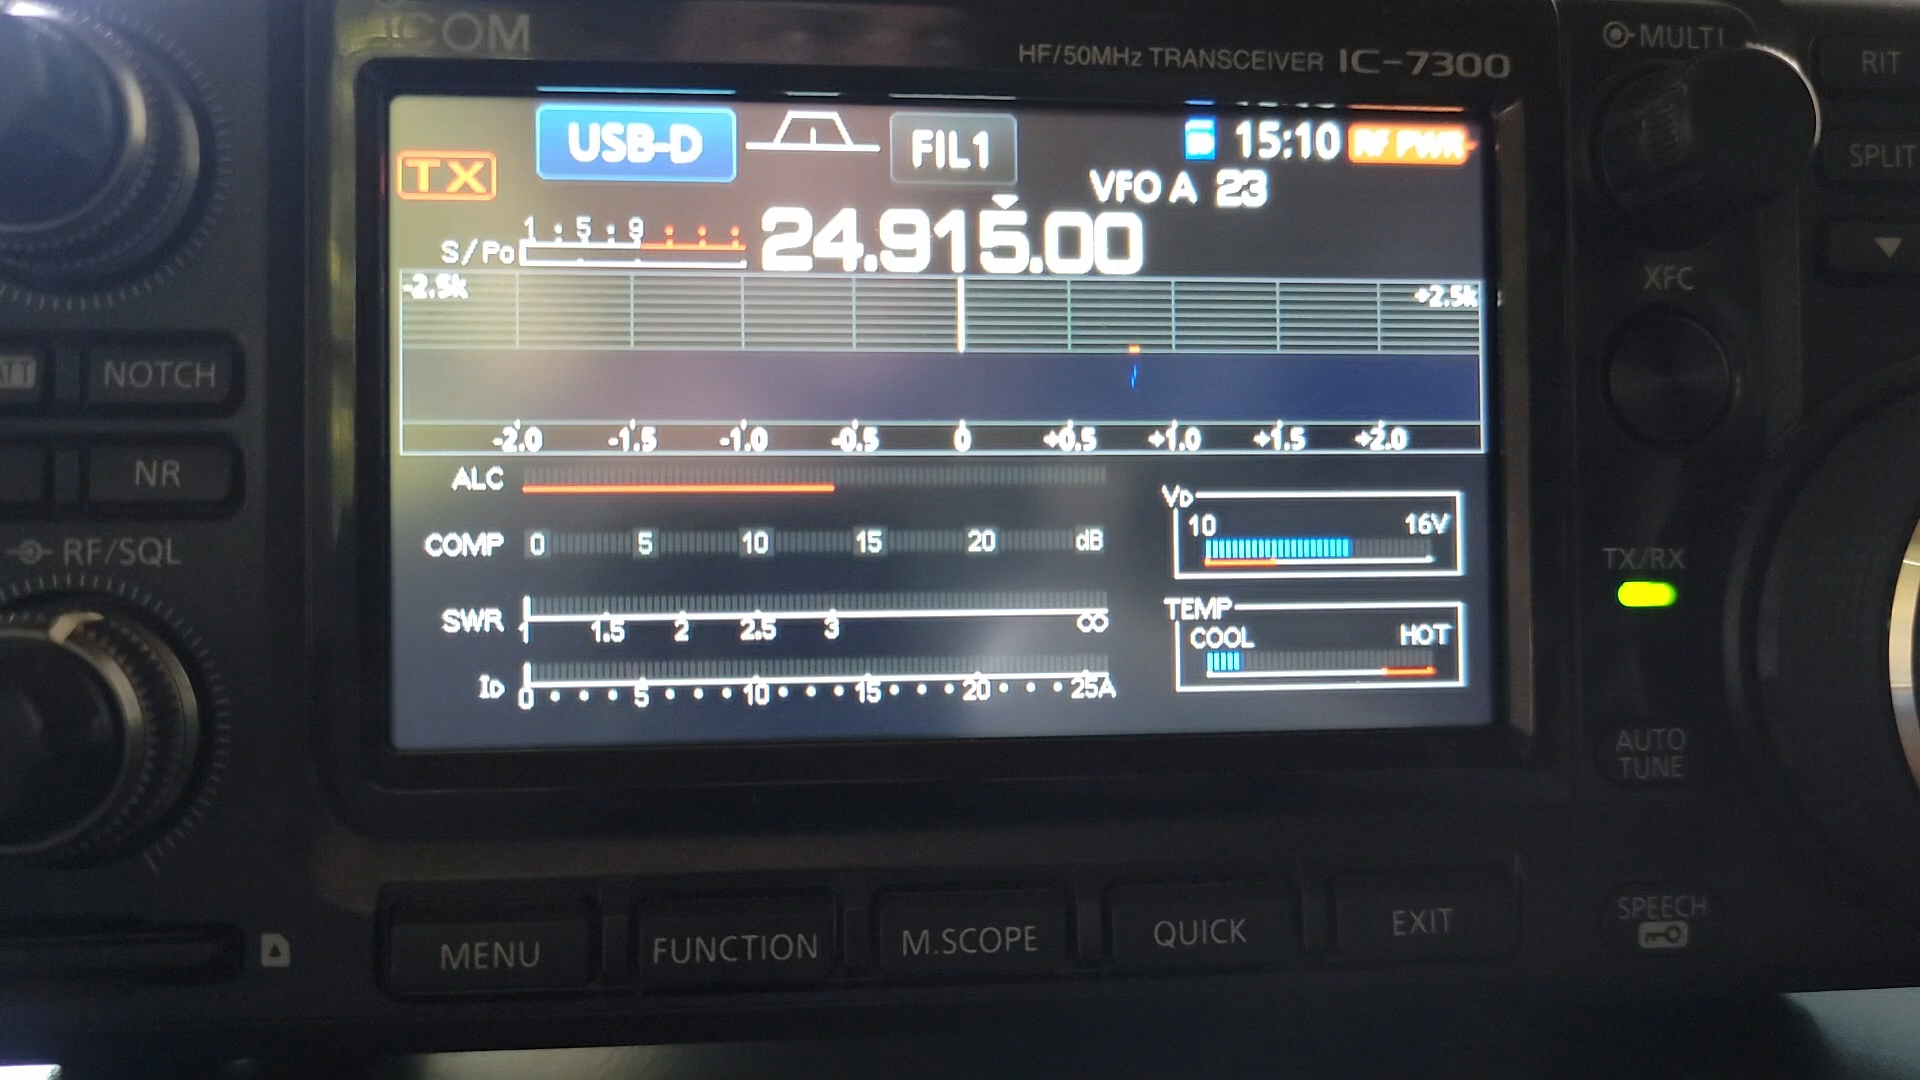 ICOM
HF/50MHz TRANSCEIVER IC-7300
MULTI
RIT
TX
USB-D
FIL1
15:10
RF PWR
VFO A 23
SPLIT
S/Po
1 5 9
24.915.00
-2.5k
+2.5k
XFC
ATT
NOTCH
-2.0 -1.5 -1.0 -0.5 0 +0.5 +1.0 +1.5 +2.0
NR
ALC
VD
10 16V
COMP 0 5 10 15 20 dB
RF/SQL
TX/RX
SWR 1 1.5 2 2.5 3 ∞
TEMP
COOL HOT
ID 0 5 10 15 20 25A
AUTO
TUNE
MENU
FUNCTION
M.SCOPE
QUICK
EXIT
SPEECH